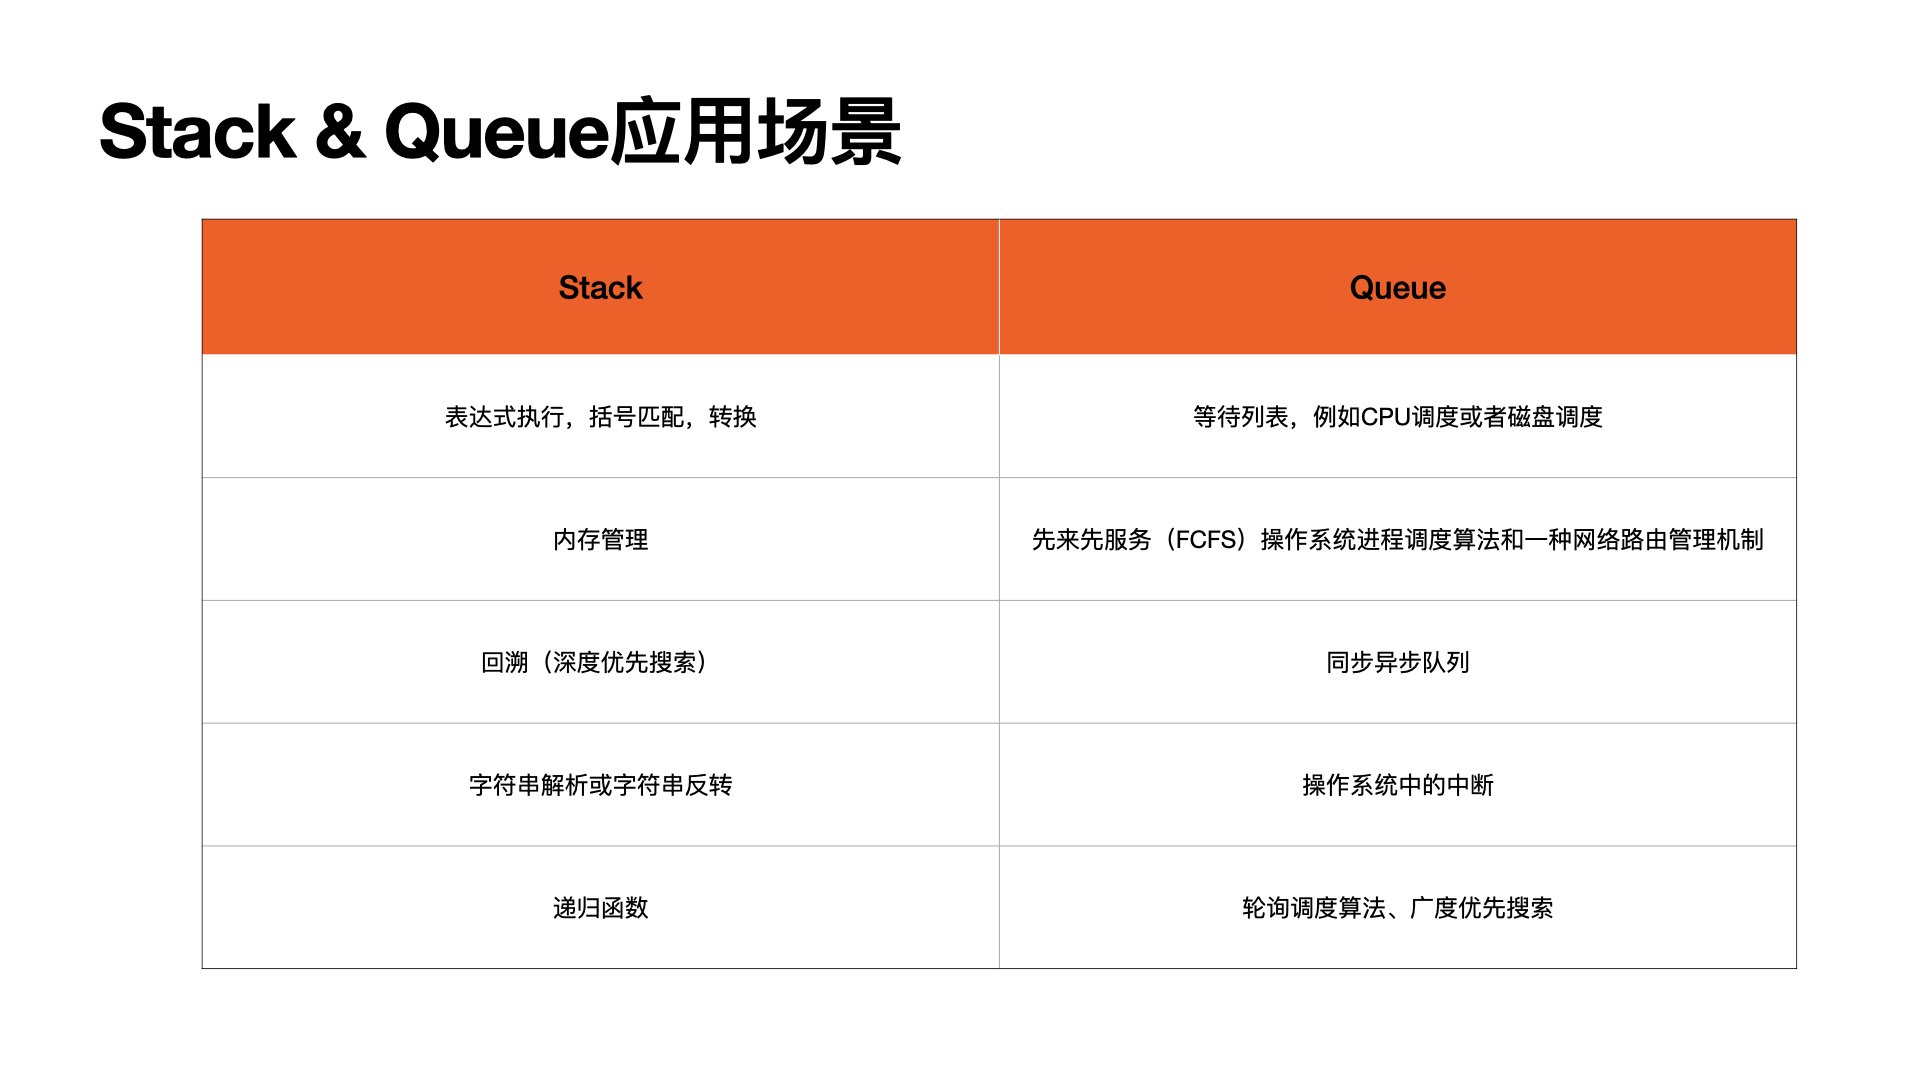 Stack & Queue应用场景
Stack
Queue
表达式执行，括号匹配，转换
等待列表，例如CPU调度或者磁盘调度
内存管理
先来先服务（FCFS）操作系统进程调度算法和一种网络路由管理机制
回溯（深度优先搜索）
同步异步队列
字符串解析或字符串反转
操作系统中的中断
递归函数
轮询调度算法、广度优先搜索